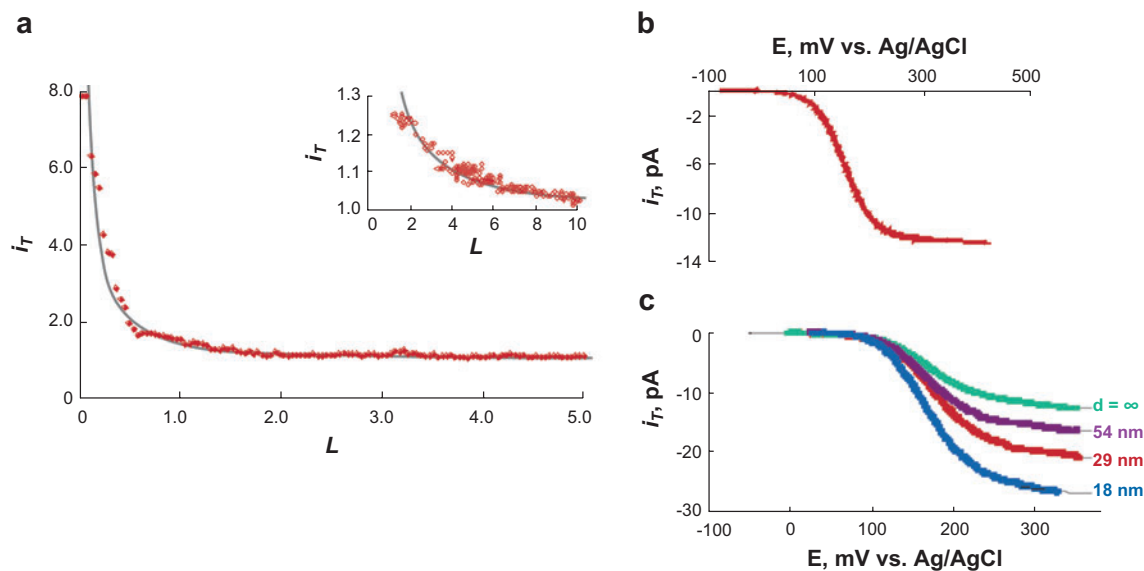 a
8.0
6.0
4.0
2.0
0
i_T
0.0
1.0
2.0
3.0
4.0
5.0
L
1.3
1.2
1.1
1.0
i_T
0
2
4
6
8
10
L
b
E, mV vs. Ag/AgCl
-100
100
300
500
-2
-6
-10
-14
i_T, pA
c
0
-10
-20
-30
i_T, pA
d = ∞
54 nm
29 nm
18 nm
-100
0
100
200
300
E, mV vs. Ag/AgCl